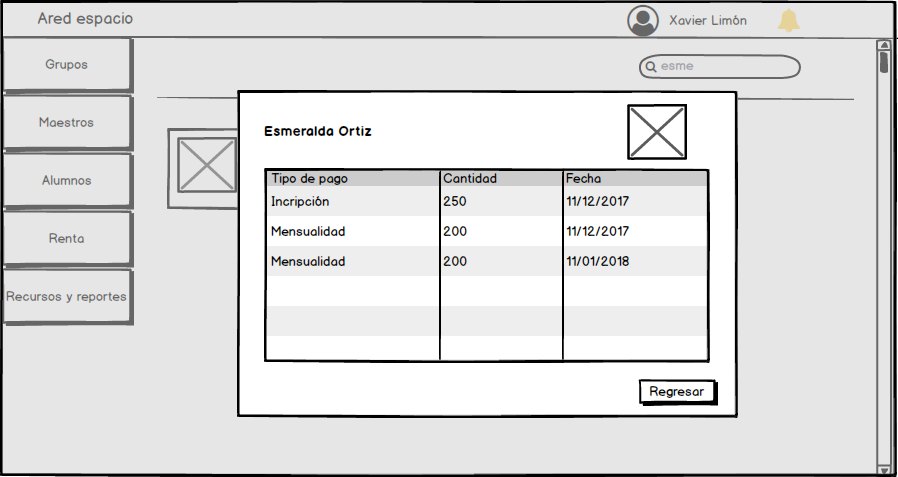 Ared espacio
Xavier Limón
Grupos
Maestros
Alumnos
Renta
Recursos y reportes
esme
Esmeralda Ortiz
Tipo de pago Cantidad Fecha
Incripción 250 11/12/2017
Mensualidad 200 11/12/2017
Mensualidad 200 11/01/2018
Regresar